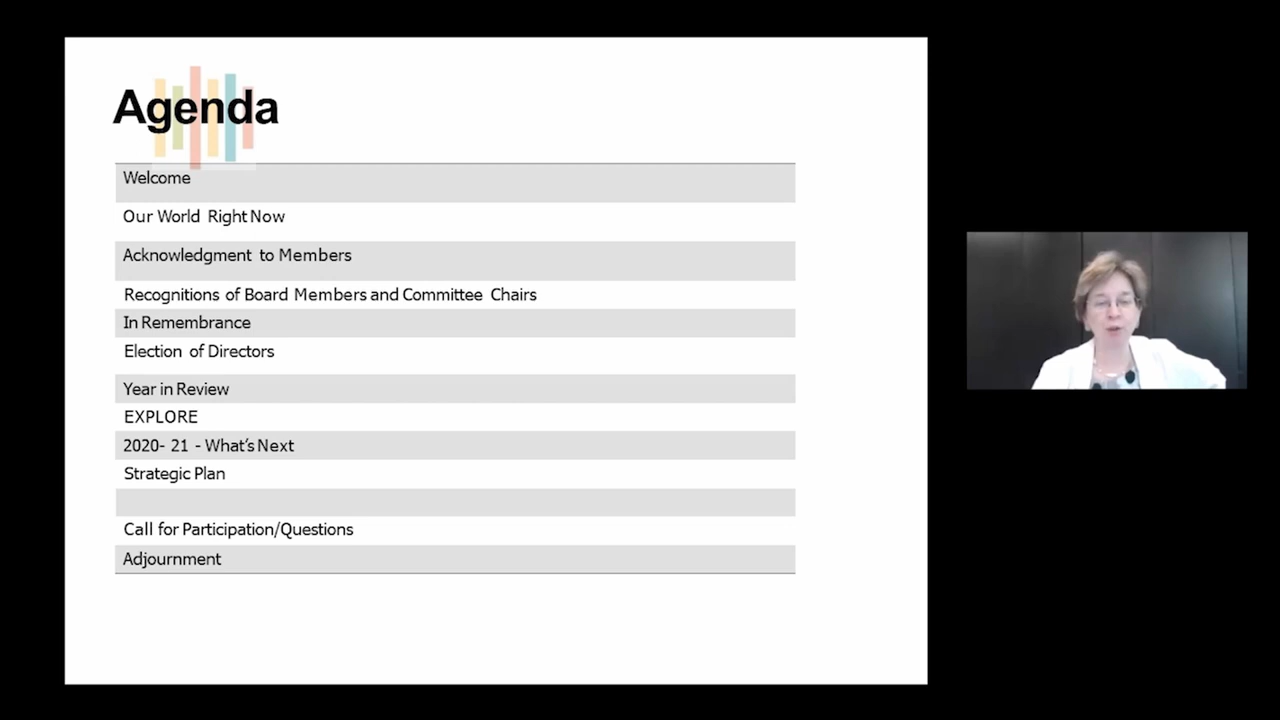 Agenda
Welcome
Our World Right Now
Acknowledgment to Members
Recognitions of Board Members and Committee Chairs
In Remembrance
Election of Directors
Year in Review
EXPLORE
2020- 21 - What's Next
Strategic Plan
Call for Participation/Questions
Adjournment